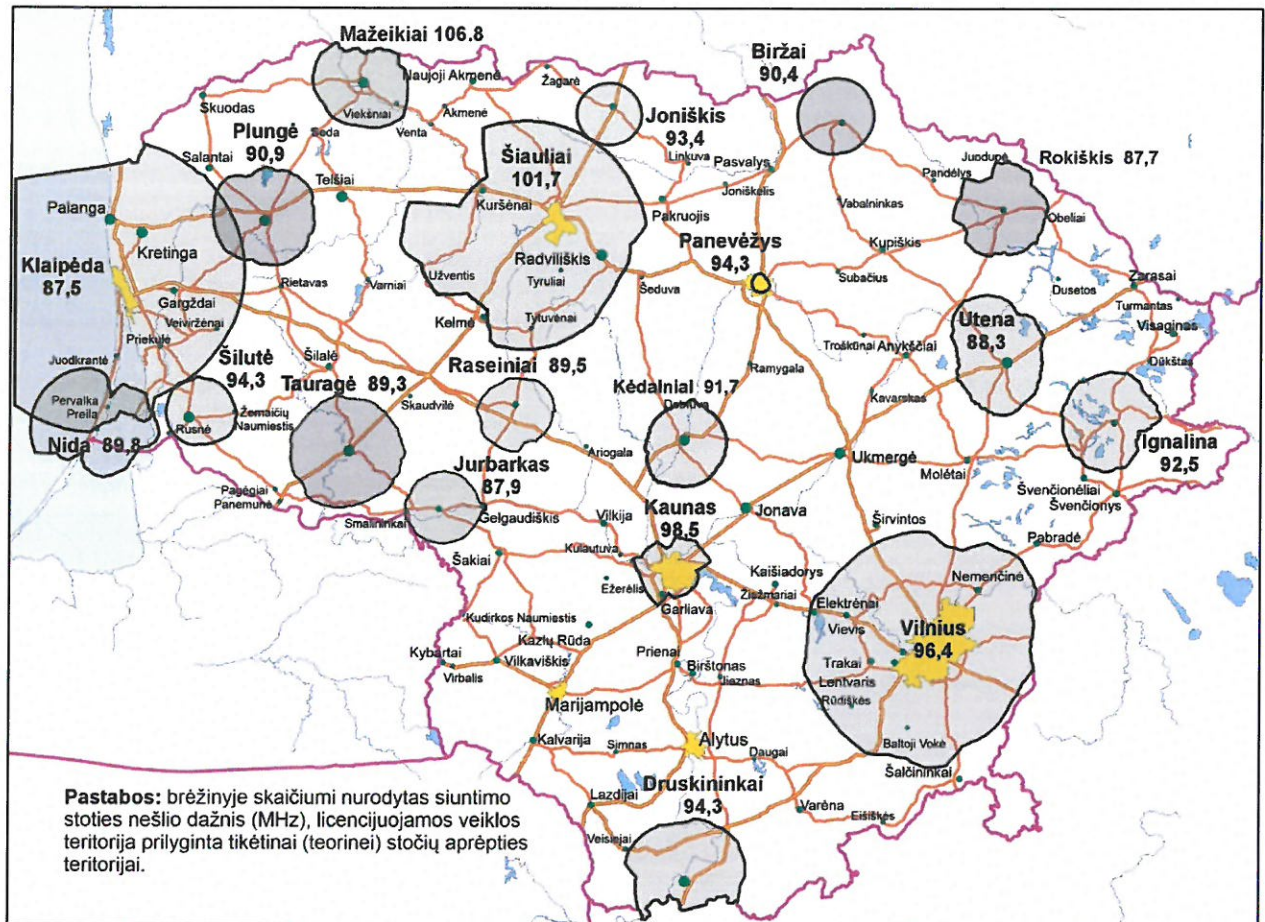 Mažeikiai 106.8
Biržai
90,4
Naujoji Akmenė
Žagarė
Skuodas
Viekšniai
Akmenė
Joniškis
93,4
Plungė
90,9
Seda
Venta
Šiauliai
101,7
Linkuva
Pasvalys
Juodupė
Rokiškis 87,7
Salantai
Telšiai
Pandėlys
Joniškėlis
Kuršėnai
Vabalninkas
Palanga
Pakruojis
Obeliai
Kretinga
Radviliškis
Panevėžys
94,3
Kupiškis
Klaipėda
87,5
Užventis
Tyruliai
Subačius
Zarasai
Rietavas
Varniai
Šeduva
Dusetos
Gargždai
Turmantas
Veiviržėnai
Kelmė
Tytuvėnai
Utena
88,3
Visaginas
Priekulė
Troškūnai
Anykščiai
Juodkrantė
Šilutė
94,3
Šilalė
Raseiniai 89,5
Ramygala
Dūkštas
Tauragė 89,3
Kėdainiai 91,7
Pervalka
Preila
Skaudvilė
Kavarskas
Rusnė
Žemaičių
Naumiestis
Nida 89,8
Ignalina
92,5
Ariogala
Ukmergė
Jurbarkas
87,9
Molėtai
Pagėgiai
Panemunė
Švenčionėliai
Švenčionys
Kaunas
98,5
Jonava
Smalininkai
Gelgaudiškis
Vilkija
Širvintos
Šakiai
Kulautuva
Pabradė
Ežerėlis
Kaišiadorys
Nemenčinė
Žiežmariai
Garliava
Elektrėnai
Kudirkos Naumiestis
Vievis
Vilnius
96,4
Kazlų Rūda
Prienai
Kybartai
Vilkaviškis
Birštonas
Trakai
Virbalis
Jieznas
Lentvaris
Rūdiškės
Marijampolė
Kalvarija
Simnas
Alytus
Baltoji Vokė
Daugai
Šalčininkai
Druskininkai
94,3
Lazdijai
Varėna
Eišiškės
Veisiejai
Pastabos: brėžinyje skaičiumi nurodytas siuntimo
stoties nešlio dažnis (MHz), licencijuojamos veiklos
teritorija prilyginta tikėtinai (teorinei) stočių aprėpties
teritorijai.